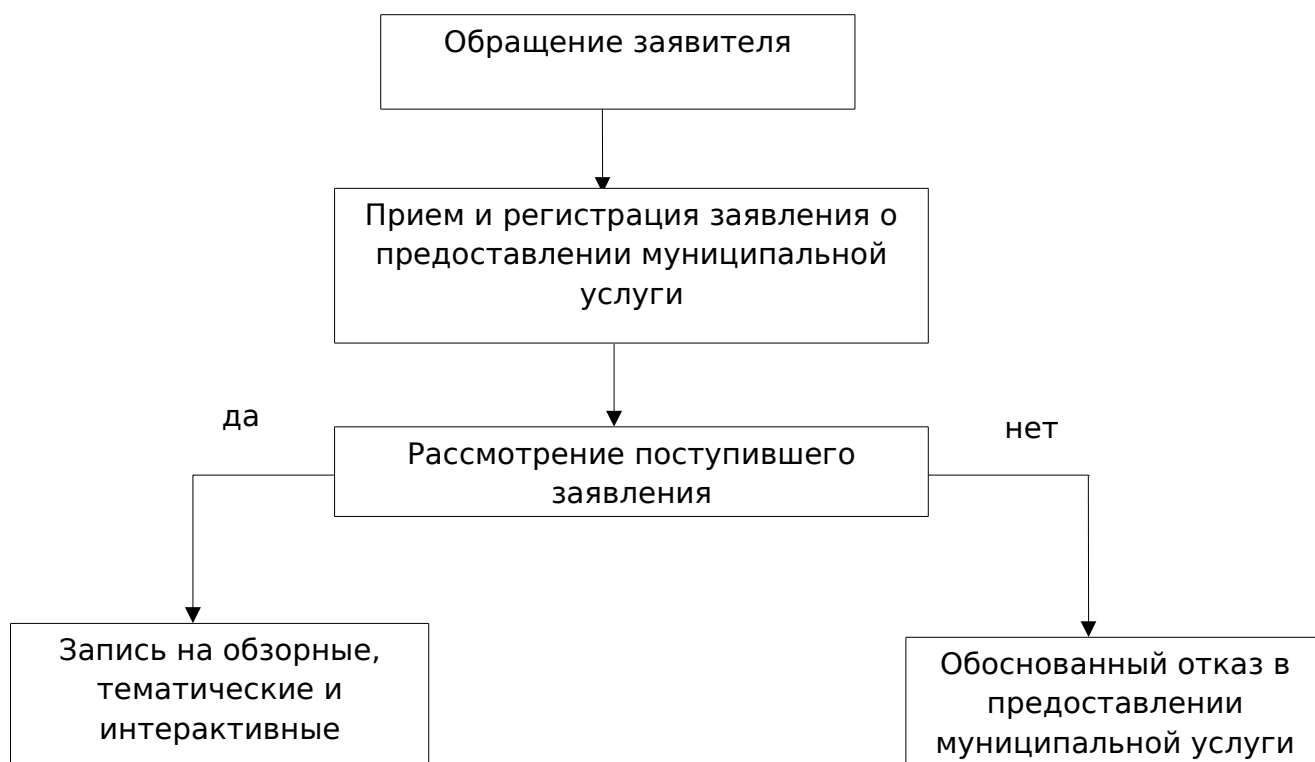 Обращение заявителя
Прием и регистрация заявления о
предоставлении муниципальной
услуги
да
нет
Рассмотрение поступившего
заявления
Запись на обзорные,
тематические и
интерактивные
Обоснованный отказ в
предоставлении
муниципальной услуги